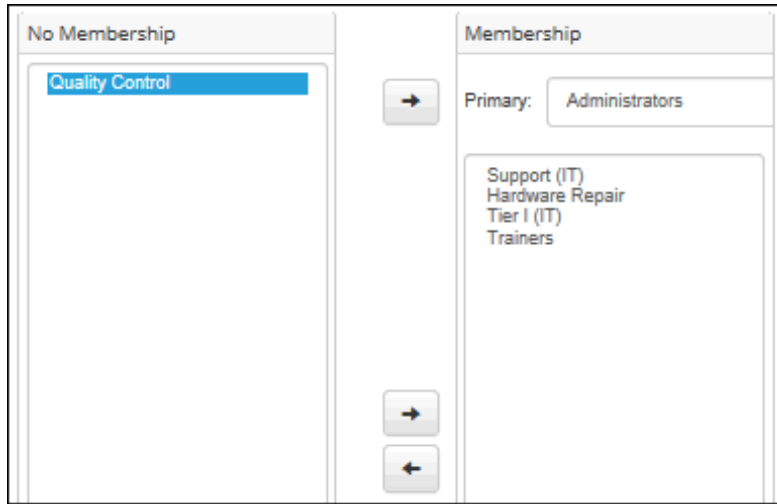 No Membership
Quality Control
Membership
Primary:
Administrators
Support (IT)
Hardware Repair
Tier I (IT)
Trainers